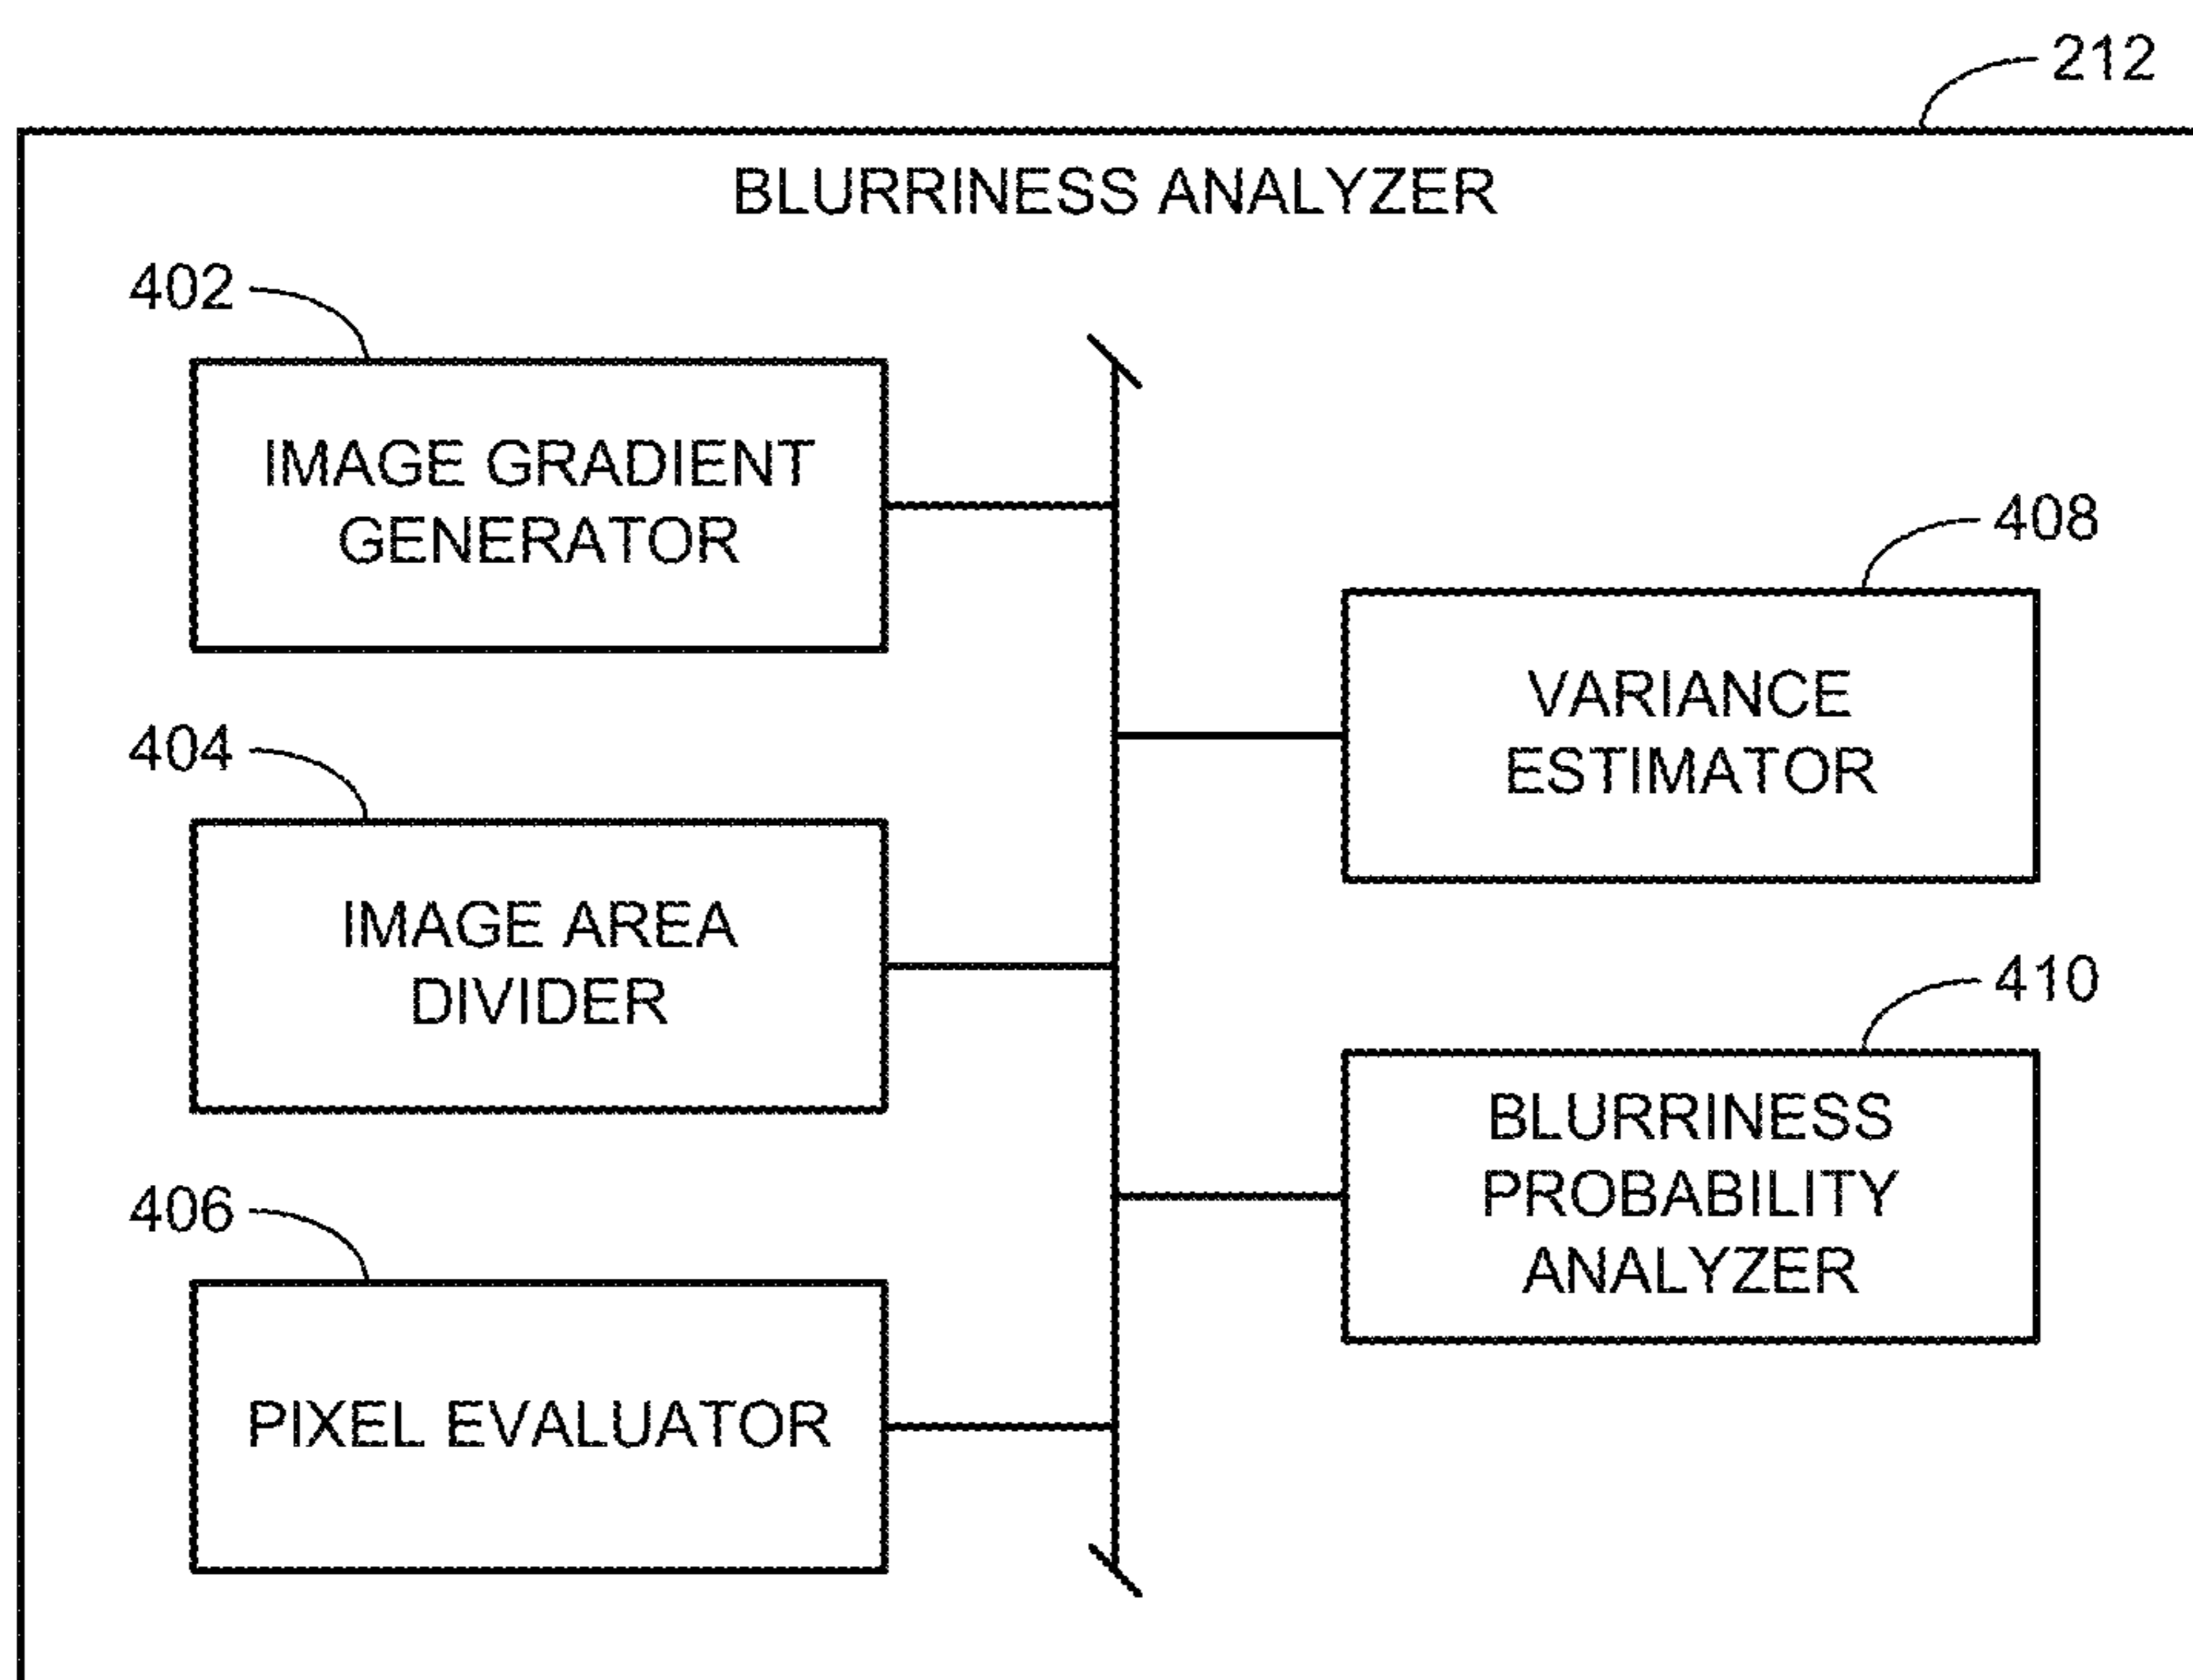 212
BLURRINESS ANALYZER
402
IMAGE GRADIENT
GENERATOR
408
VARIANCE
ESTIMATOR
404
IMAGE AREA
DIVIDER
410
BLURRINESS
PROBABILITY
ANALYZER
406
PIXEL EVALUATOR